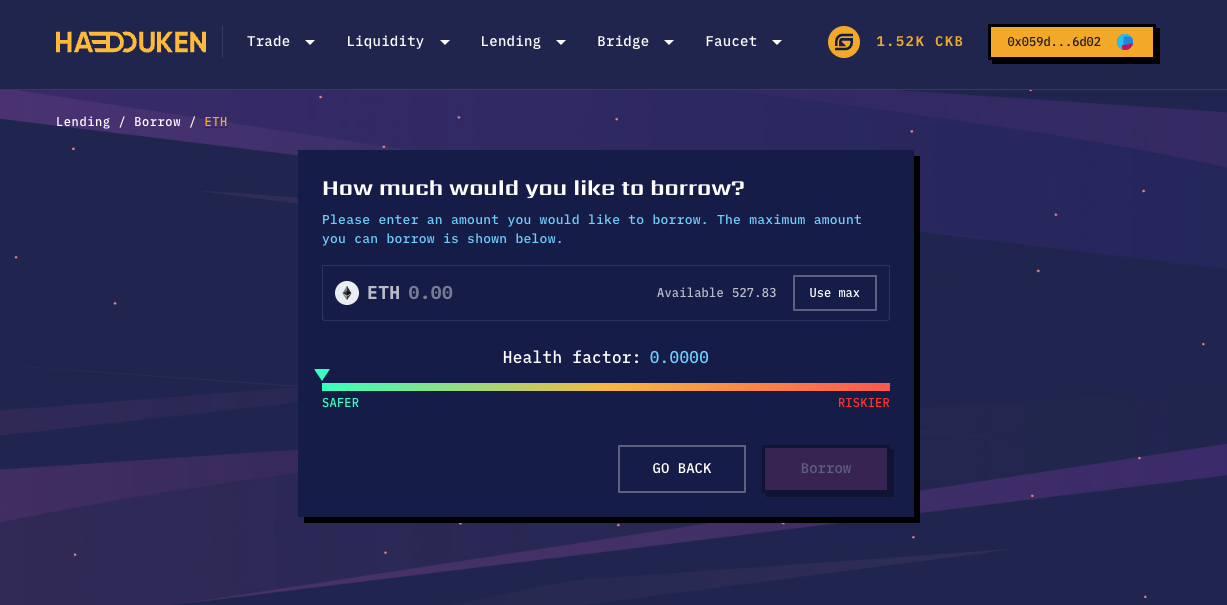 HADOUKEN
Trade Liquidity Lending Bridge Faucet 1.52K CKB 0x059d...6d02
Lending / Borrow / ETH
How much would you like to borrow?
Please enter an amount you would like to borrow. The maximum amount
you can borrow is shown below.
ETH 0.00 Available 527.83 Use max
Health factor: 0.0000
SAFER RISKIER
GO BACK Borrow